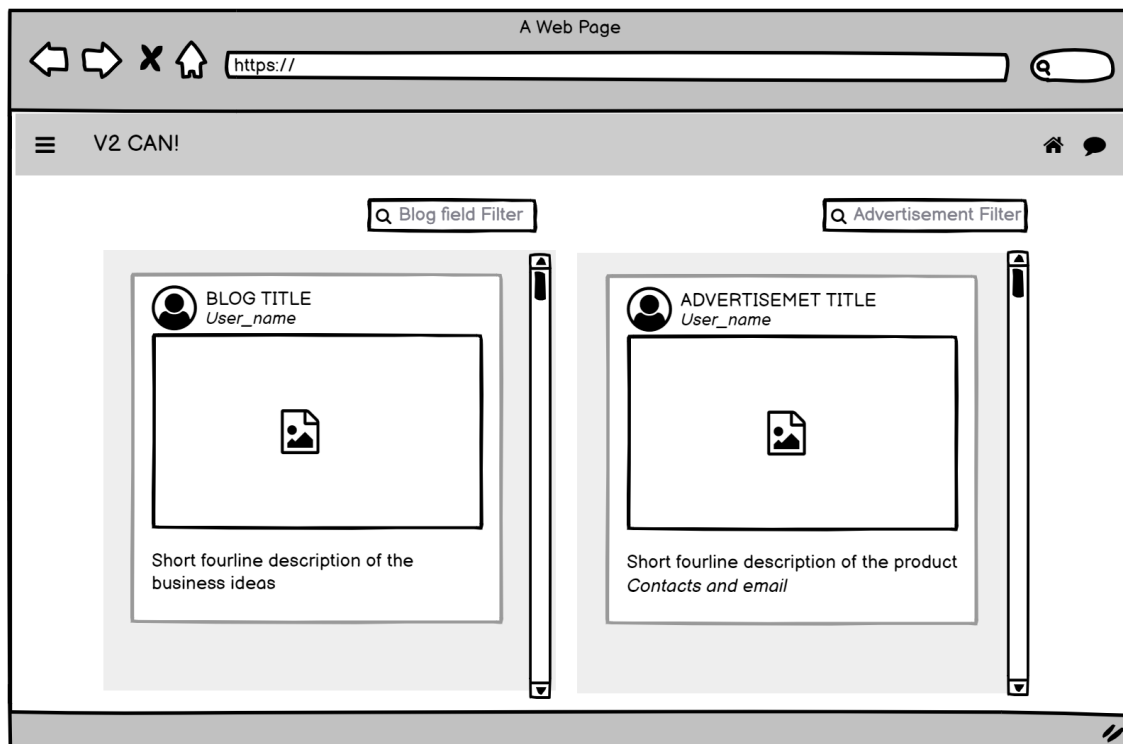 A Web Page
https://
V2 CAN!
Blog field Filter
Advertisement Filter
BLOG TITLE
User_name
Short fourline description of the
business ideas
ADVERTISEMET TITLE
User_name
Short fourline description of the product
Contacts and email